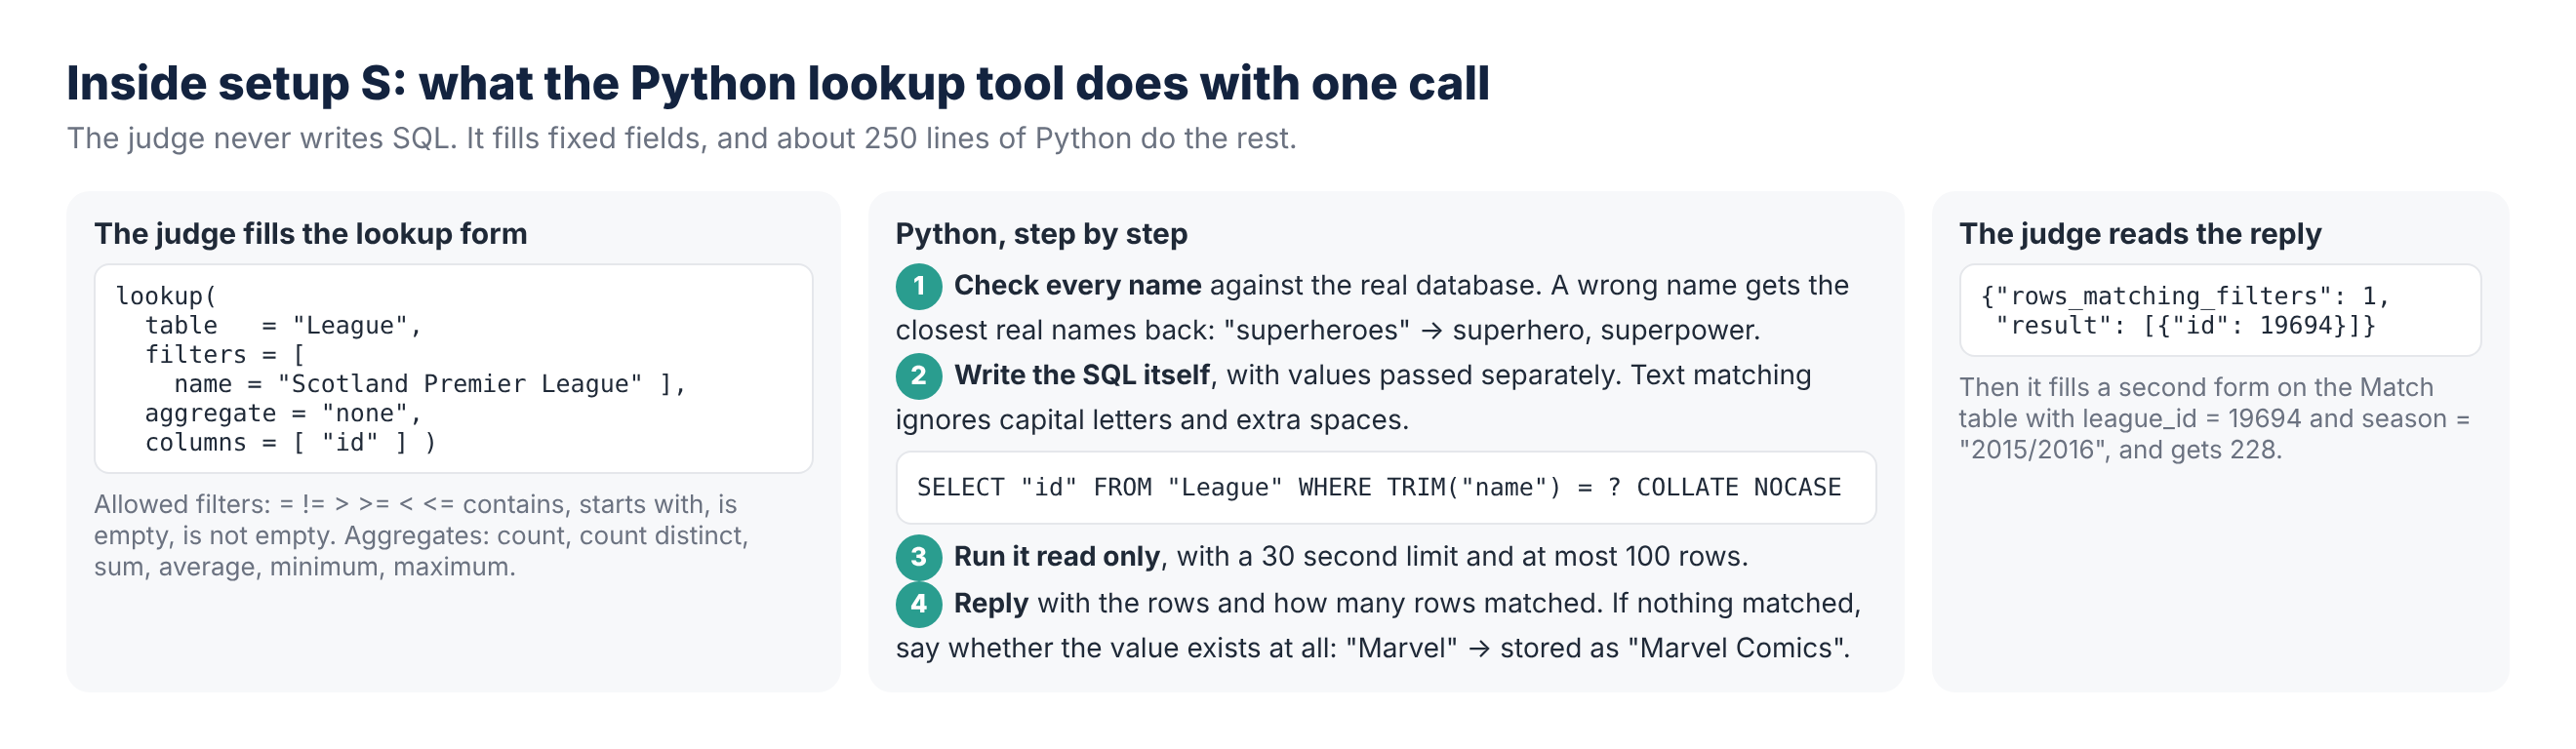 Inside setup S: what the Python lookup tool does with one call
The judge never writes SQL. It fills fixed fields, and about 250 lines of Python do the rest.
The judge fills the lookup form
lookup(
  table   = "League",
  filters = [
    name = "Scotland Premier League" ],
  aggregate = "none",
  columns = [ "id" ] )
Allowed filters: = != > >= < <= contains, starts with, is
empty, is not empty. Aggregates: count, count distinct,
sum, average, minimum, maximum.
Python, step by step
1 Check every name against the real database. A wrong name gets the
closest real names back: "superheroes" → superhero, superpower.
2 Write the SQL itself, with values passed separately. Text matching
ignores capital letters and extra spaces.
SELECT "id" FROM "League" WHERE TRIM("name") = ? COLLATE NOCASE
3 Run it read only, with a 30 second limit and at most 100 rows.
4 Reply with the rows and how many rows matched. If nothing matched,
say whether the value exists at all: "Marvel" → stored as "Marvel Comics".
The judge reads the reply
{"rows_matching_filters": 1,
 "result": [{"id": 19694}]}
Then it fills a second form on the Match
table with league_id = 19694 and season =
"2015/2016", and gets 228.